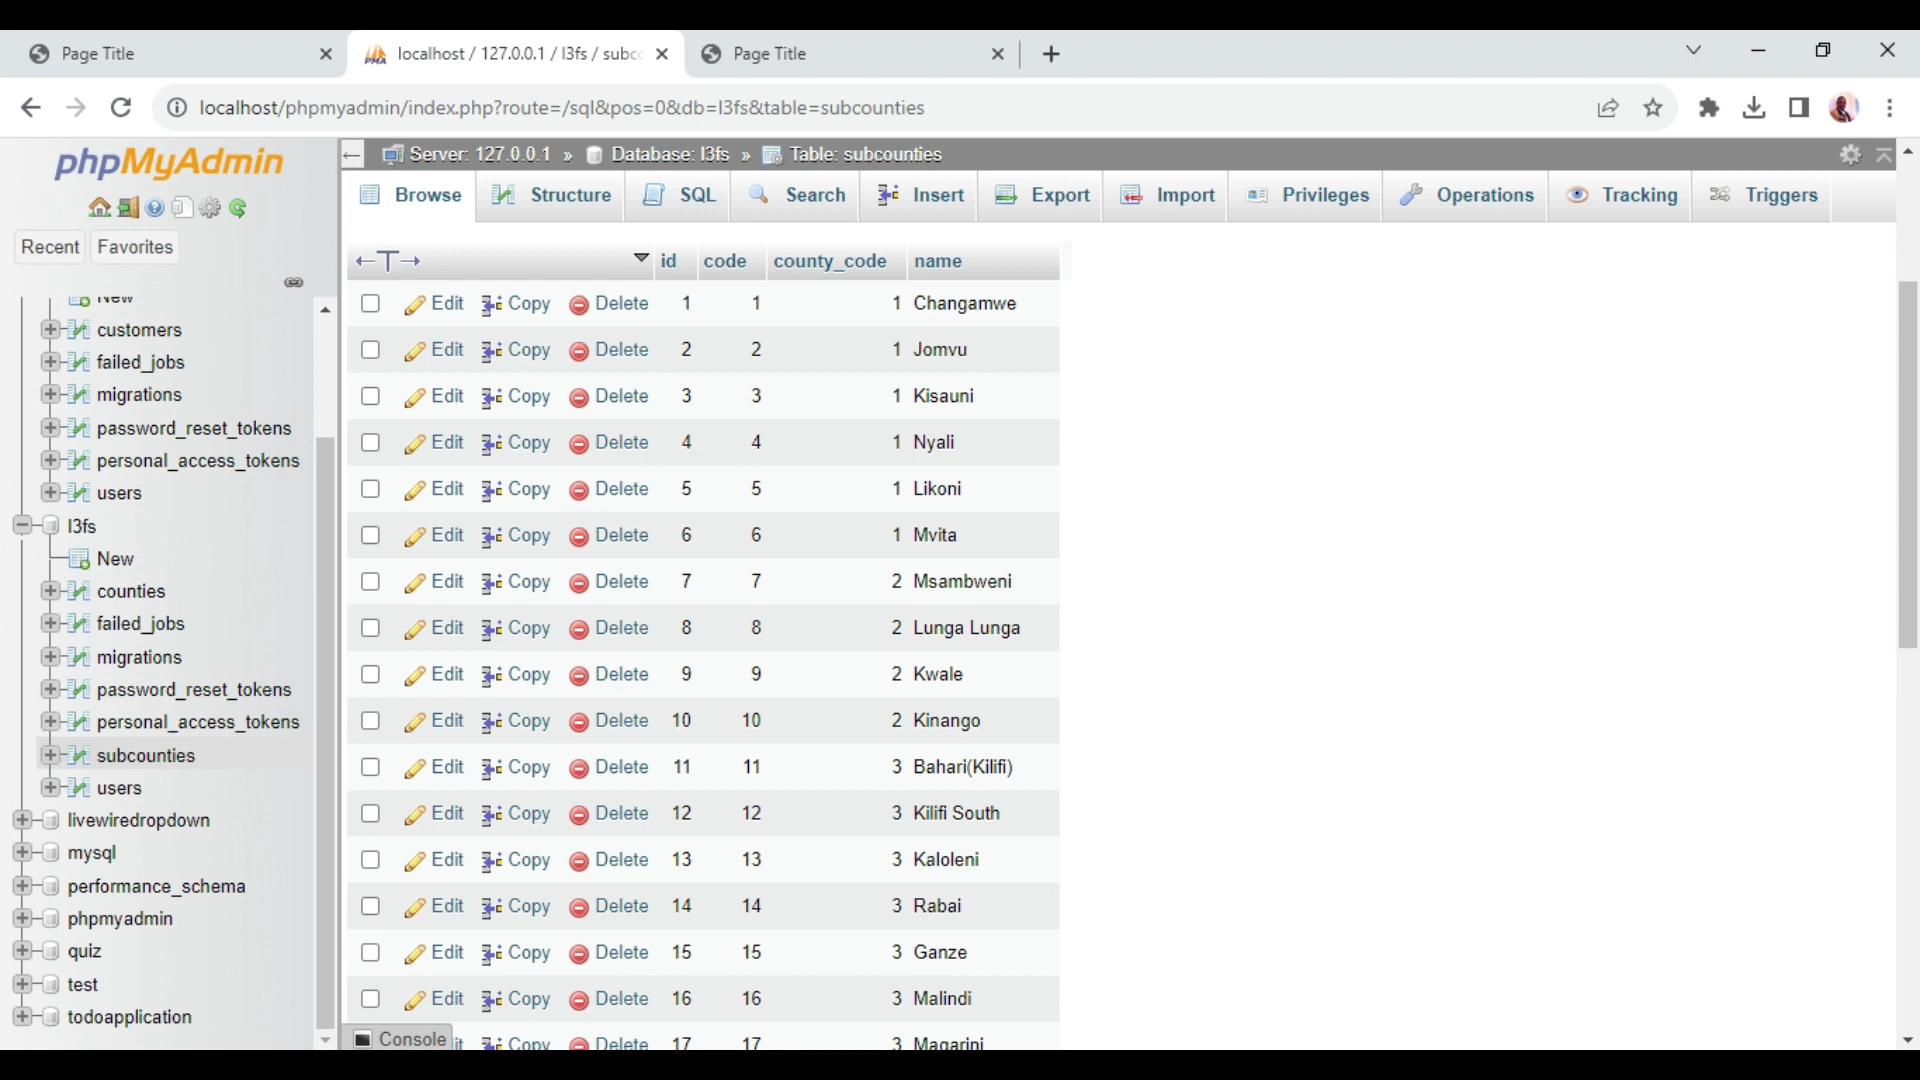 Page Title
localhost / 127.0.0.1 / l3fs / subc
Page Title
localhost/phpmyadmin/index.php?route=/sql&pos=0&db=l3fs&table=subcounties
phpMyAdmin
Recent Favorites
New
customers
failed_jobs
migrations
password_reset_tokens
personal_access_tokens
users
l3fs
New
counties
failed_jobs
migrations
password_reset_tokens
personal_access_tokens
subcounties
users
livewiredropdown
mysql
performance_schema
phpmyadmin
quiz
test
todoapplication
Server: 127.0.0.1 » Database: l3fs » Table: subcounties
Browse Structure SQL Search Insert Export Import Privileges Operations Tracking Triggers
←T→ id code county_code name
Edit Copy Delete 1 1 1 Changamwe
Edit Copy Delete 2 2 1 Jomvu
Edit Copy Delete 3 3 1 Kisauni
Edit Copy Delete 4 4 1 Nyali
Edit Copy Delete 5 5 1 Likoni
Edit Copy Delete 6 6 1 Mvita
Edit Copy Delete 7 7 2 Msambweni
Edit Copy Delete 8 8 2 Lunga Lunga
Edit Copy Delete 9 9 2 Kwale
Edit Copy Delete 10 10 2 Kinango
Edit Copy Delete 11 11 3 Bahari(Kilifi)
Edit Copy Delete 12 12 3 Kilifi South
Edit Copy Delete 13 13 3 Kaloleni
Edit Copy Delete 14 14 3 Rabai
Edit Copy Delete 15 15 3 Ganze
Edit Copy Delete 16 16 3 Malindi
Copy Delete 17 17 3 Magarini
Console